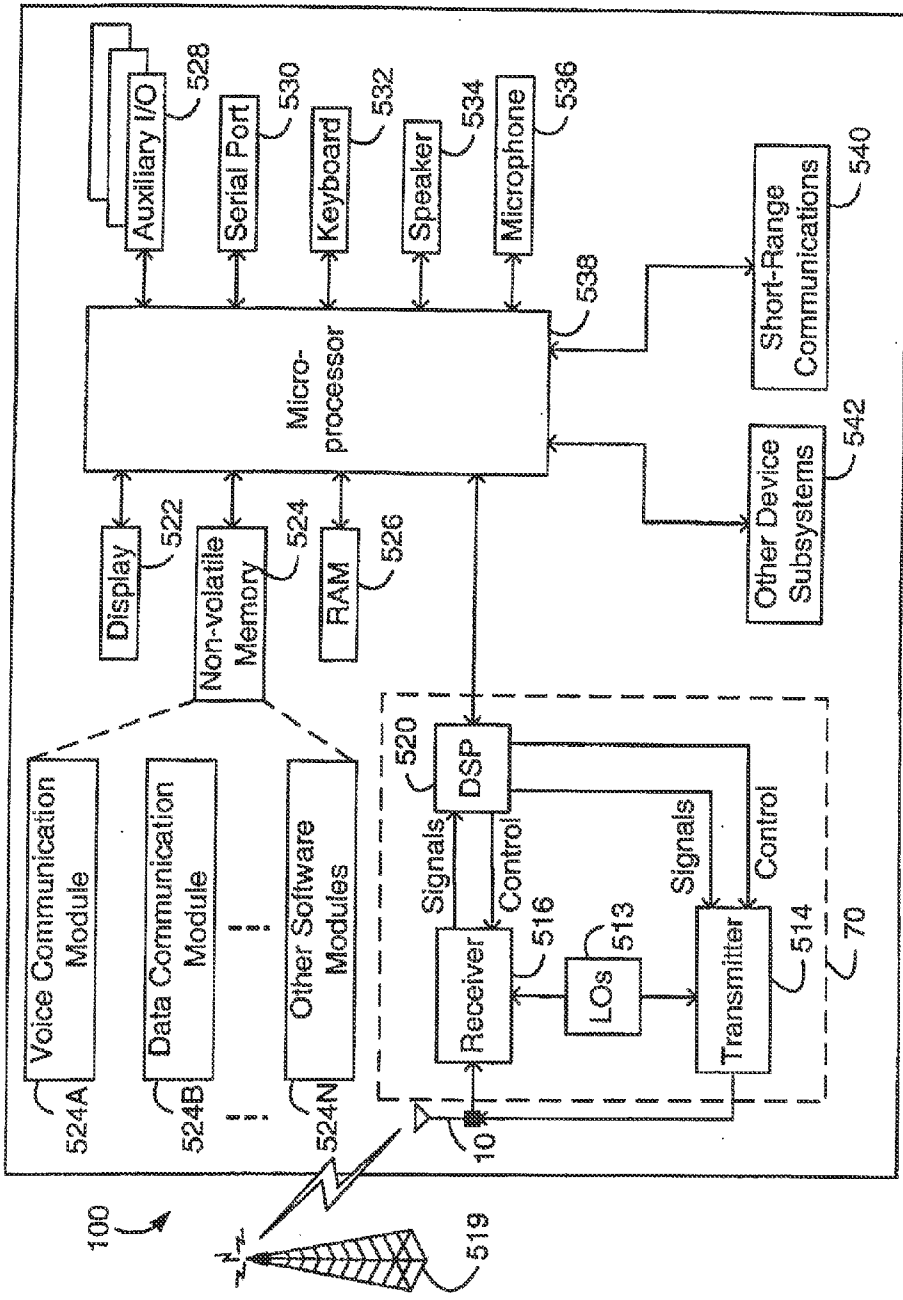 100
519
524A
Voice Communication
Module
524B
Data Communication
Module
524N
Other Software
Modules
Display
522
Non-volatile
Memory
524
RAM
526
Micro-
processor
538
Auxiliary I/O
528
Serial Port
530
Keyboard
532
Speaker
534
Microphone
536
Short-Range
Communications
540
Other Device
Subsystems
542
10
Receiver
516
Signals
Control
520
DSP
LOs
513
Signals
Control
Transmitter
514
70